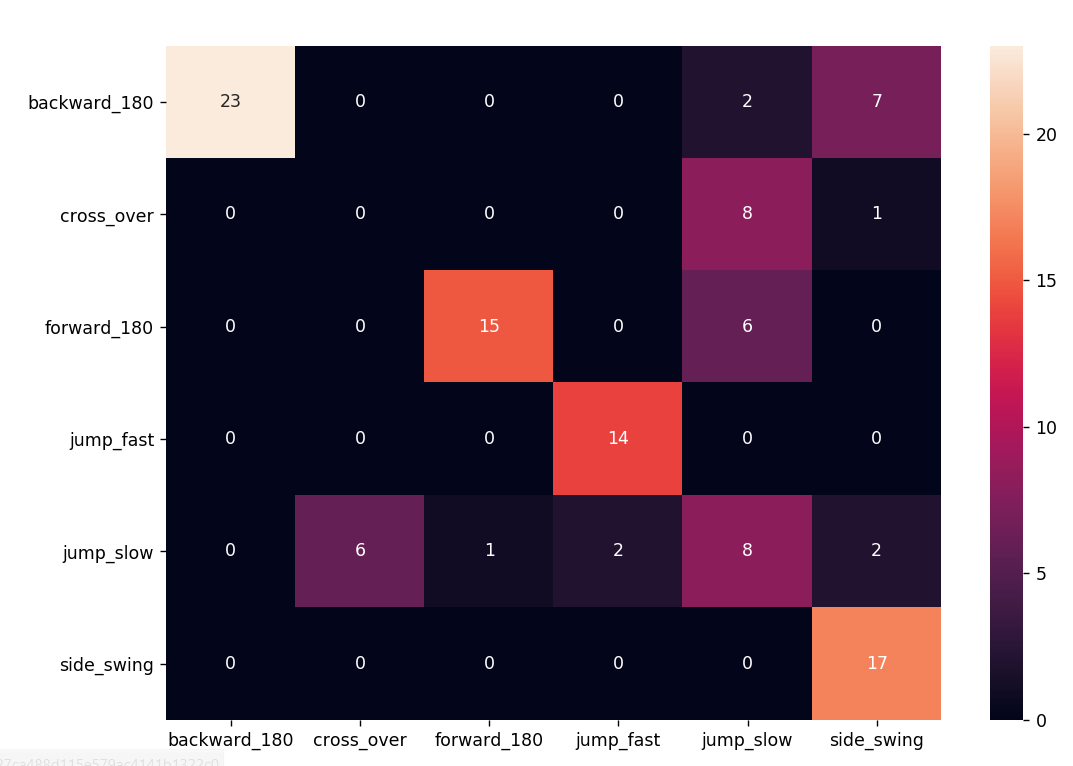 backward_180 23 0 0 0 2 7
20
cross_over 0 0 0 0 8 1
15
forward_180 0 0 15 0 6 0
jump_fast 0 0 0 14 0 0
10
jump_slow 0 6 1 2 8 2
5
side_swing 0 0 0 0 0 17
0
backward_180 cross_over forward_180 jump_fast jump_slow side_swing